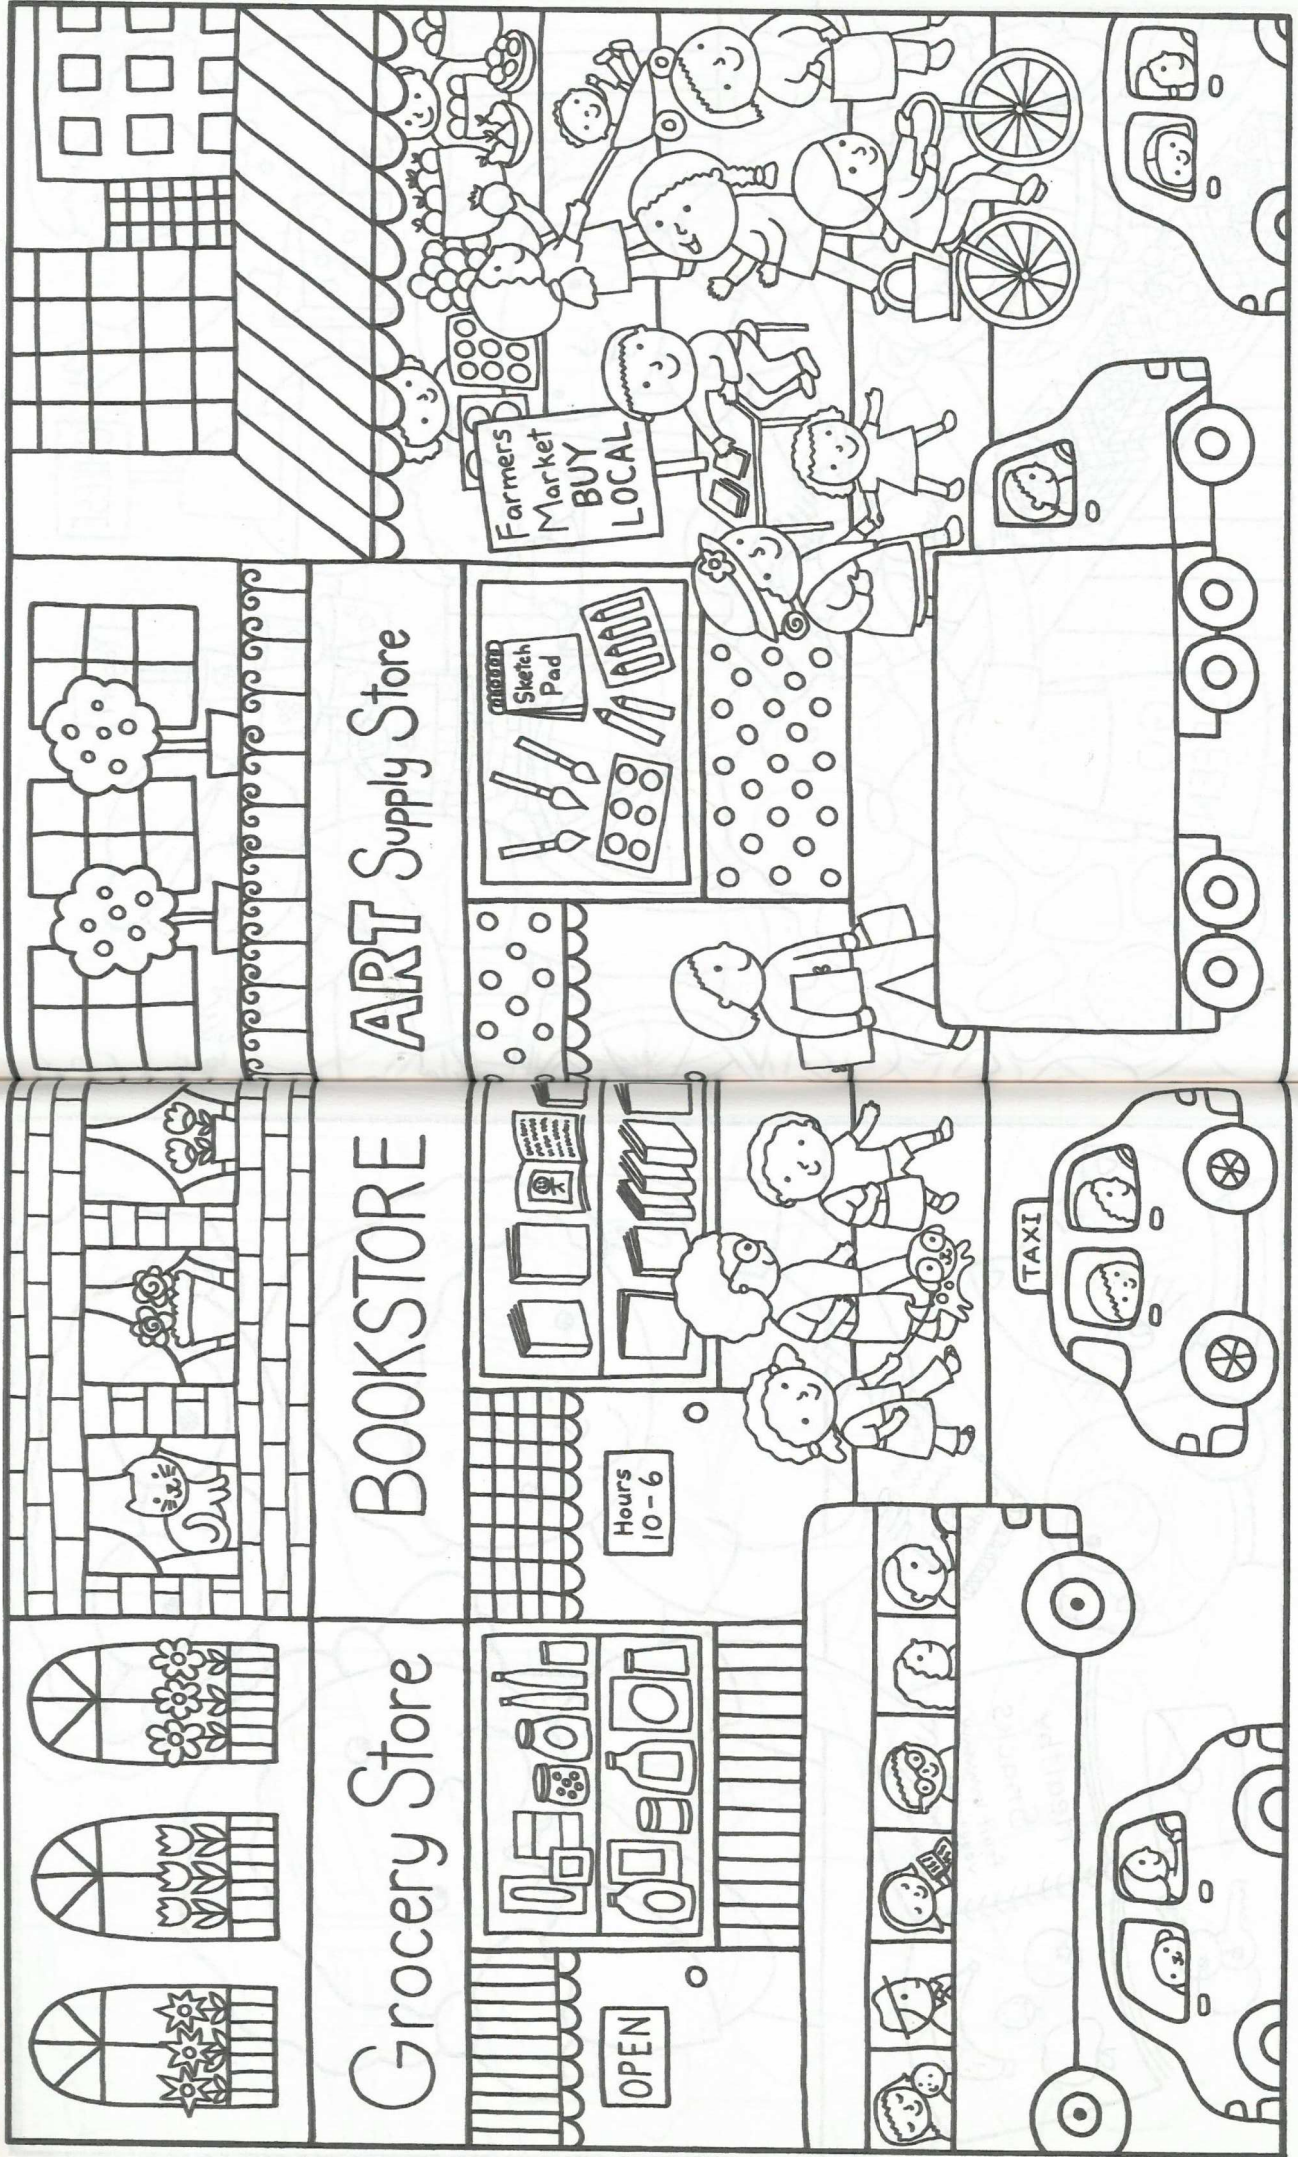 Grocery Store
OPEN
BOOKSTORE
Hours
10-6
TAXI
ART Supply Store
Sketch
Pad
Farmers
Market
BUY
LOCAL